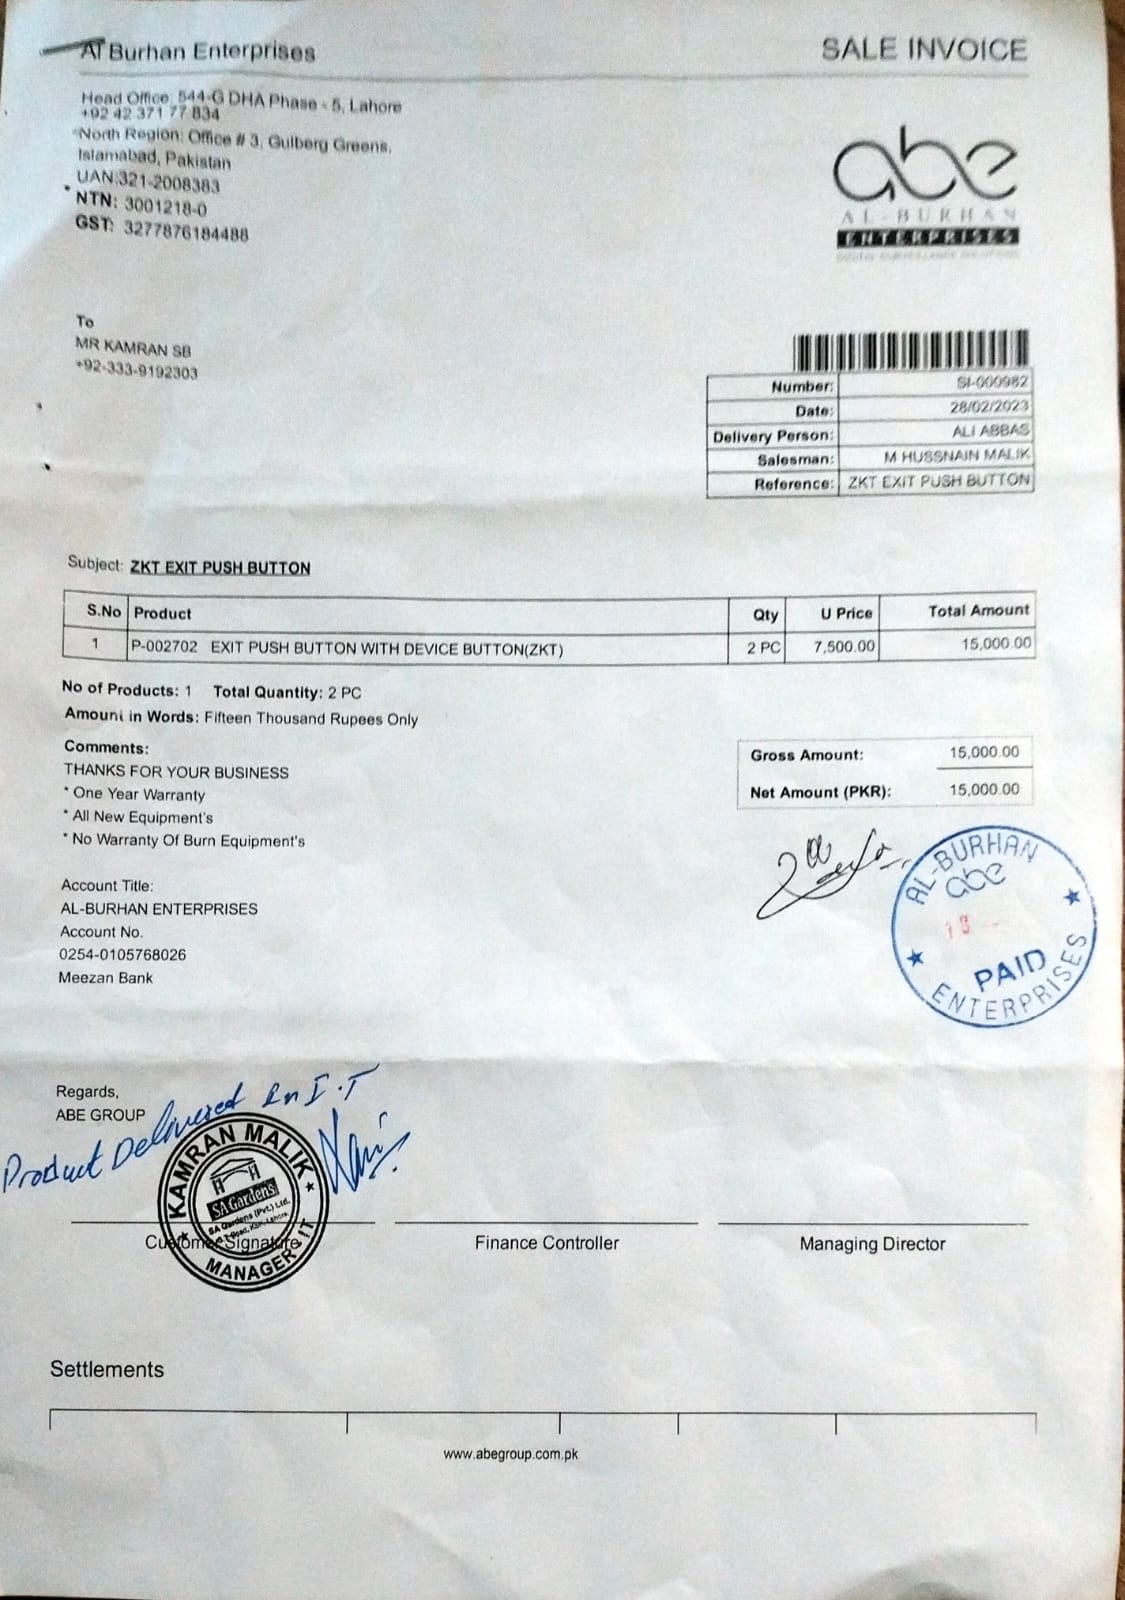 Al Burhan Enterprises
SALE INVOICE
Head Office: 544-G DHA Phase - 5, Lahore
+92 42 371 77 834
North Region: Office # 3, Gulberg Greens,
Islamabad, Pakistan
UAN:321-2008383
NTN: 3001218-0
GST: 3277876184488
abe
AL-BURHAN
ENTERPRISES
To
MR KAMRAN SB
+92-333-9192303
Number: SI-000982
Date: 28/02/2023
Delivery Person: ALI ABBAS
Salesman: M HUSSNAIN MALIK
Reference: ZKT EXIT PUSH BUTTON
Subject: ZKT EXIT PUSH BUTTON
S.No Product Qty U Price Total Amount
1 P-002702 EXIT PUSH BUTTON WITH DEVICE BUTTON(ZKT) 2 PC 7,500.00 15,000.00
No of Products: 1 Total Quantity: 2 PC
Amount in Words: Fifteen Thousand Rupees Only
Comments:
THANKS FOR YOUR BUSINESS
* One Year Warranty
* All New Equipment's
* No Warranty Of Burn Equipment's
Gross Amount: 15,000.00
Net Amount (PKR): 15,000.00
AL-BURHAN
abe
PAID
ENTERPRISES
Account Title:
AL-BURHAN ENTERPRISES
Account No.
0254-0105768026
Meezan Bank
Regards,
ABE GROUP
Product Delivered In I.T
KAMRAN MALIK
SA Gardens
SA Gardens (Pvt.) Ltd.
MANAGER IT
Customer Signature
Finance Controller
Managing Director
Settlements
www.abegroup.com.pk